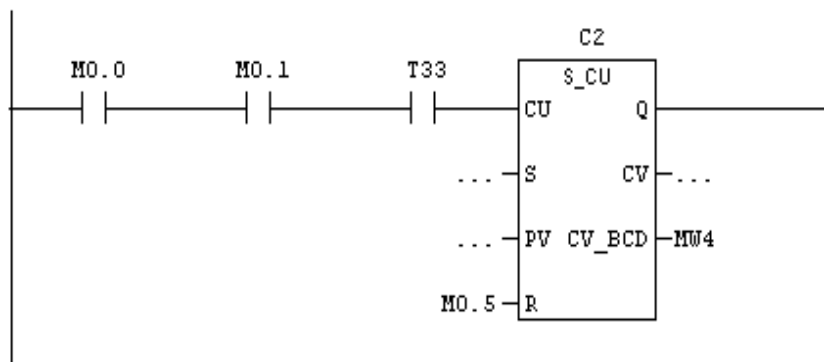 C2
M0.0 M0.1 T33 S_CU
CU Q
... S CV ...
... PV CV_BCD MW4
M0.5 R